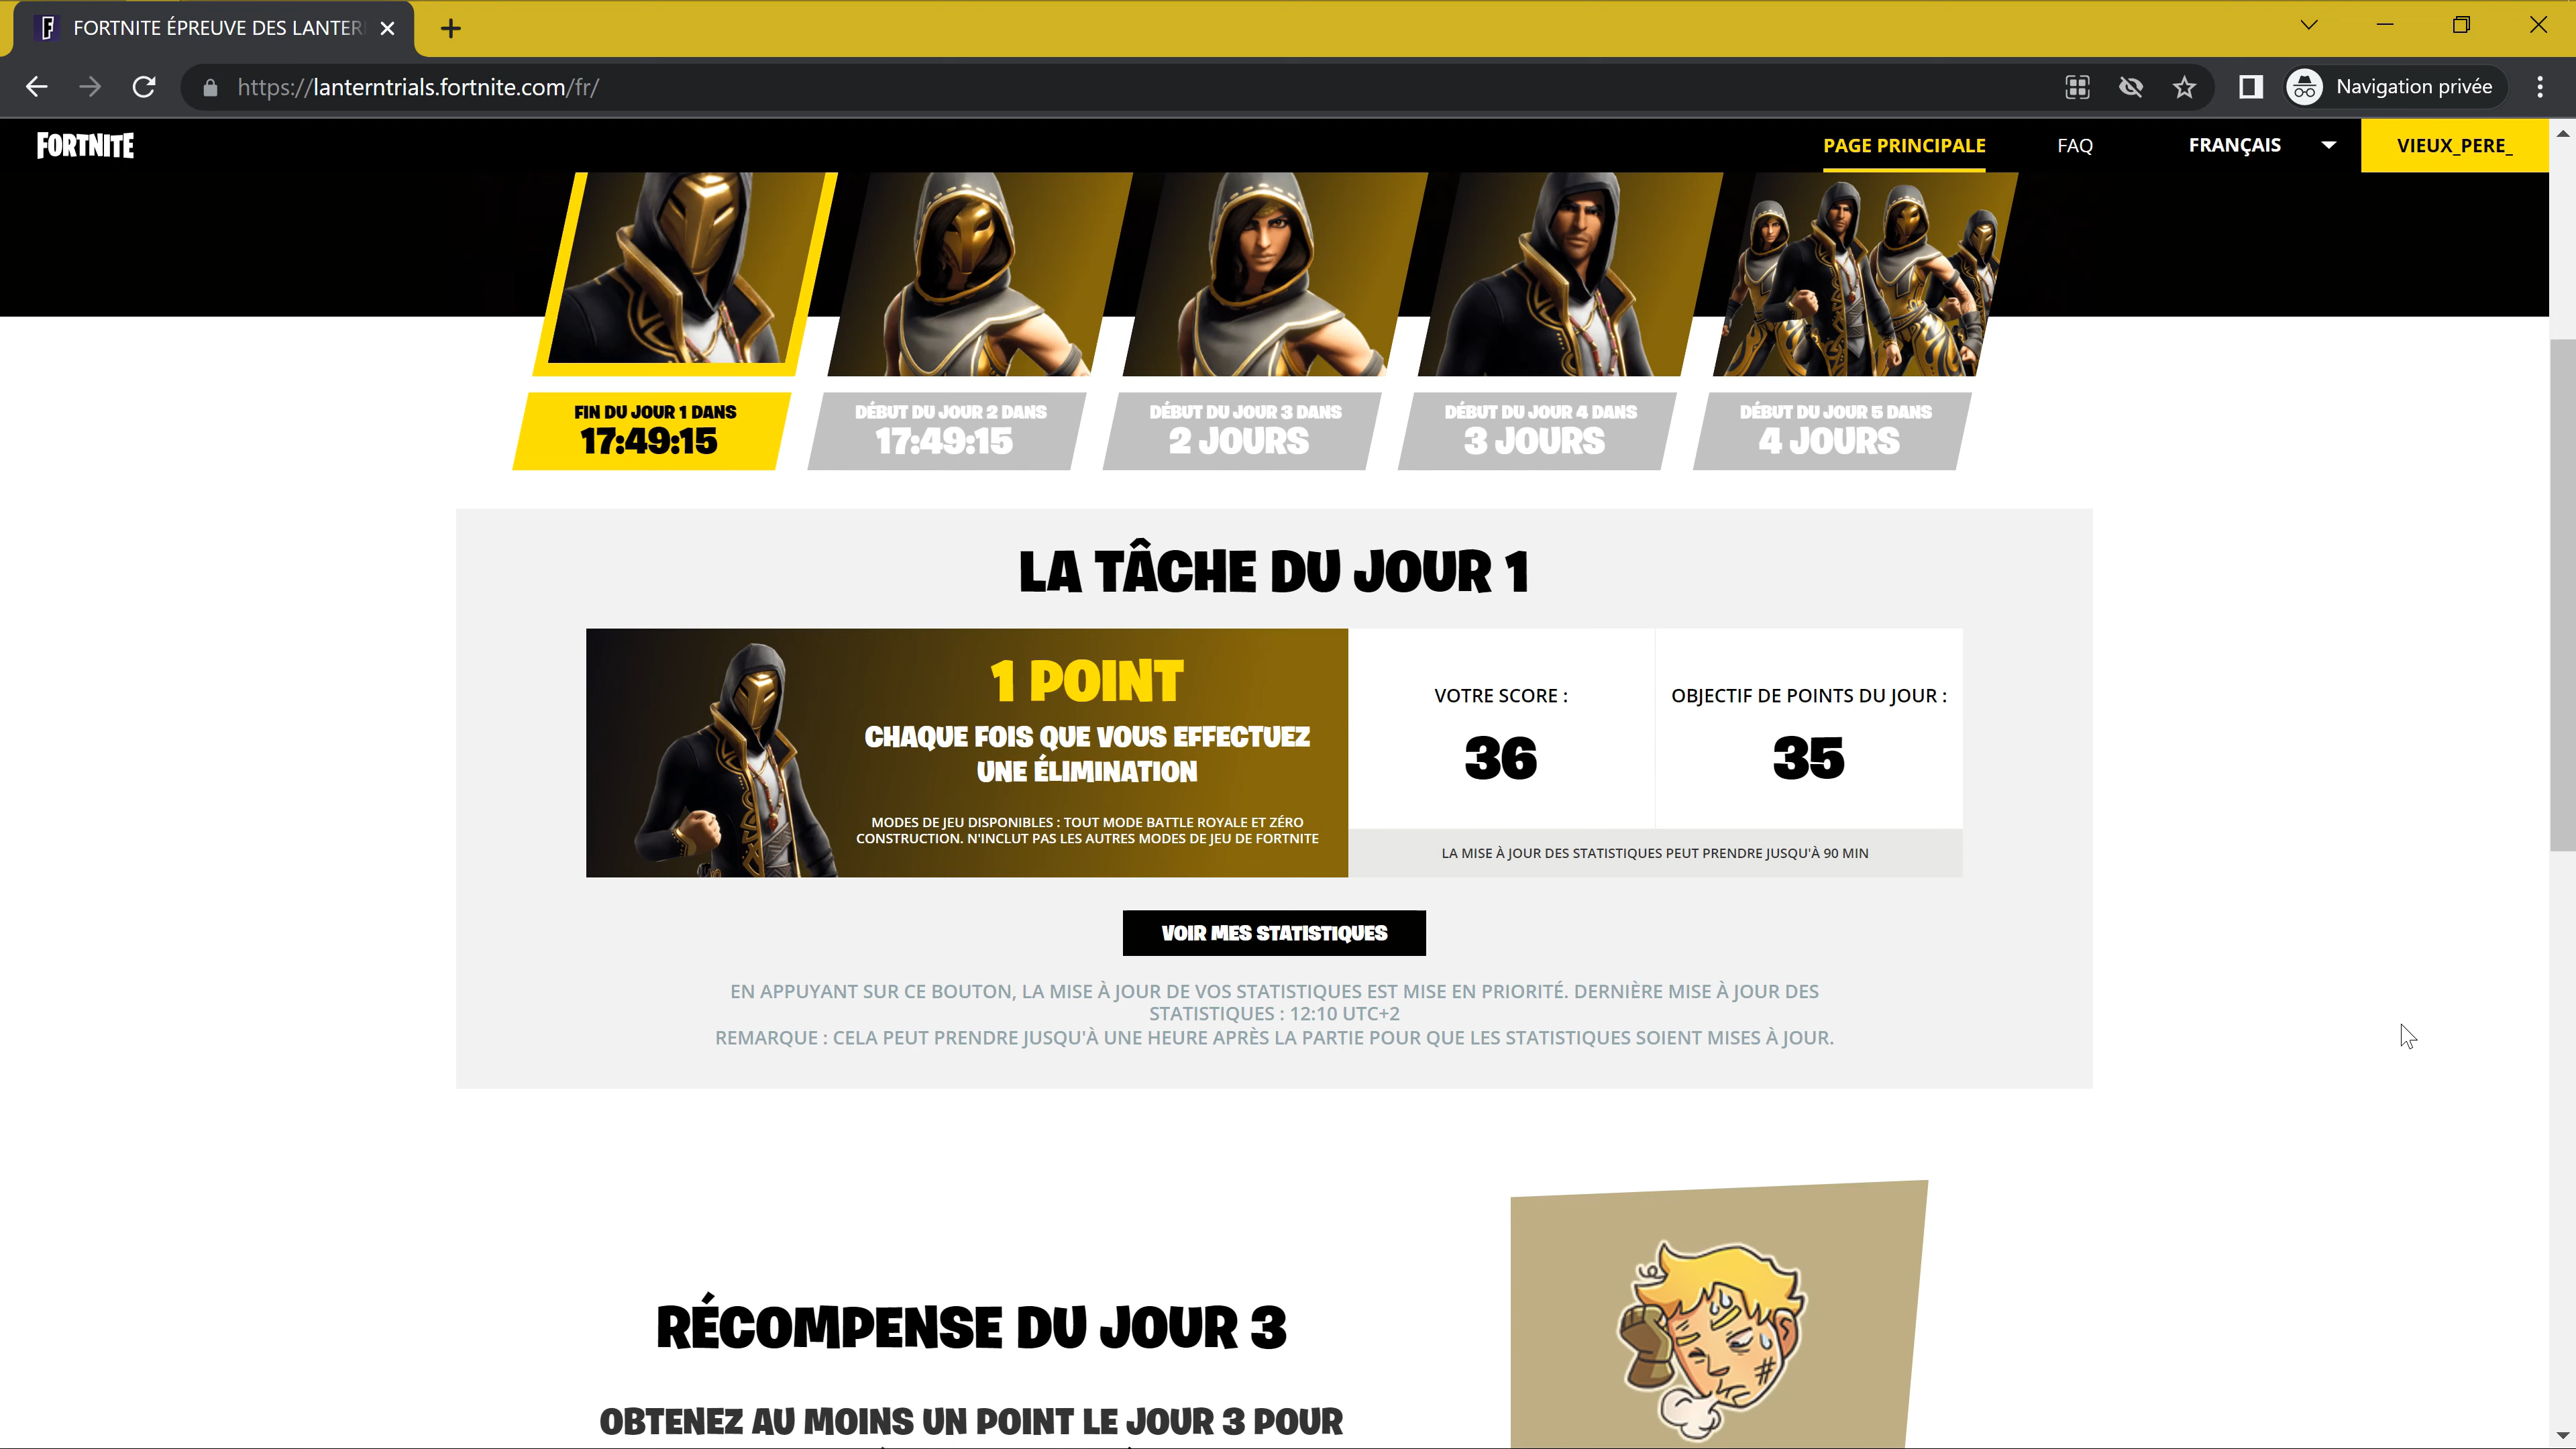 FORTNITE ÉPREUVE DES LANTER
https://lanterntrials.fortnite.com/fr/
Navigation privée
FORTNITE
PAGE PRINCIPALE
FAQ
FRANÇAIS
VIEUX_PERE_
FIN DU JOUR 1 DANS
17:49:15
DÉBUT DU JOUR 2 DANS
17:49:15
DÉBUT DU JOUR 3 DANS
2 JOURS
DÉBUT DU JOUR 4 DANS
3 JOURS
DÉBUT DU JOUR 5 DANS
4 JOURS
LA TÂCHE DU JOUR 1
1 POINT
CHAQUE FOIS QUE VOUS EFFECTUEZ
UNE ÉLIMINATION
MODES DE JEU DISPONIBLES : TOUT MODE BATTLE ROYALE ET ZÉRO
CONSTRUCTION. N'INCLUT PAS LES AUTRES MODES DE JEU DE FORTNITE
VOTRE SCORE :
36
OBJECTIF DE POINTS DU JOUR :
35
LA MISE À JOUR DES STATISTIQUES PEUT PRENDRE JUSQU'À 90 MIN
VOIR MES STATISTIQUES
EN APPUYANT SUR CE BOUTON, LA MISE À JOUR DE VOS STATISTIQUES EST MISE EN PRIORITÉ. DERNIÈRE MISE À JOUR DES
STATISTIQUES : 12:10 UTC+2
REMARQUE : CELA PEUT PRENDRE JUSQU'À UNE HEURE APRÈS LA PARTIE POUR QUE LES STATISTIQUES SOIENT MISES À JOUR.
RÉCOMPENSE DU JOUR 3
OBTENEZ AU MOINS UN POINT LE JOUR 3 POUR